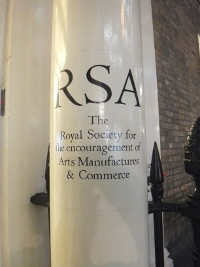 RSA
The
Royal Society for
the encouragement of
Arts Manufactures
& Commerce